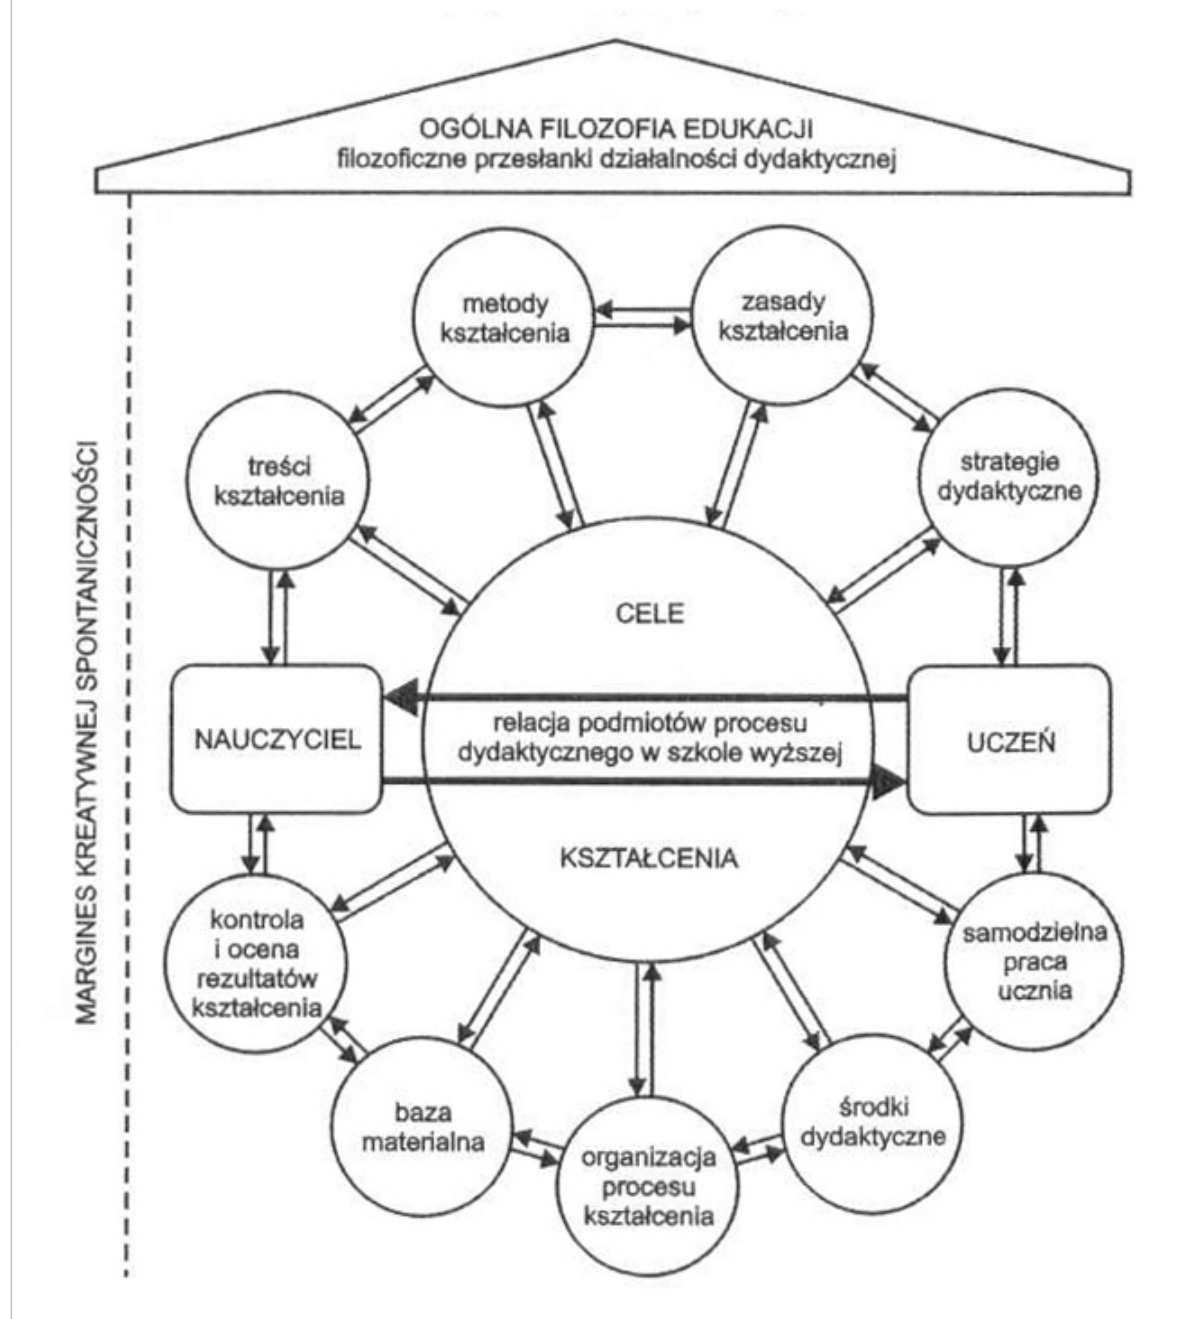 OGÓLNA FILOZOFIA EDUKACJI
filozoficzne przesłanki działalności dydaktycznej
MARGINES KREATYWNEJ SPONTANICZNOŚCI
metody
kształcenia
zasady
kształcenia
treści
kształcenia
strategie
dydaktyczne
CELE
NAUCZYCIEL
relacja podmiotów procesu
dydaktycznego w szkole wyższej
UCZEŃ
KSZTAŁCENIA
kontrola
i ocena
rezultatów
kształcenia
samodzielna
praca
ucznia
baza
materialna
organizacja
procesu
kształcenia
środki
dydaktyczne